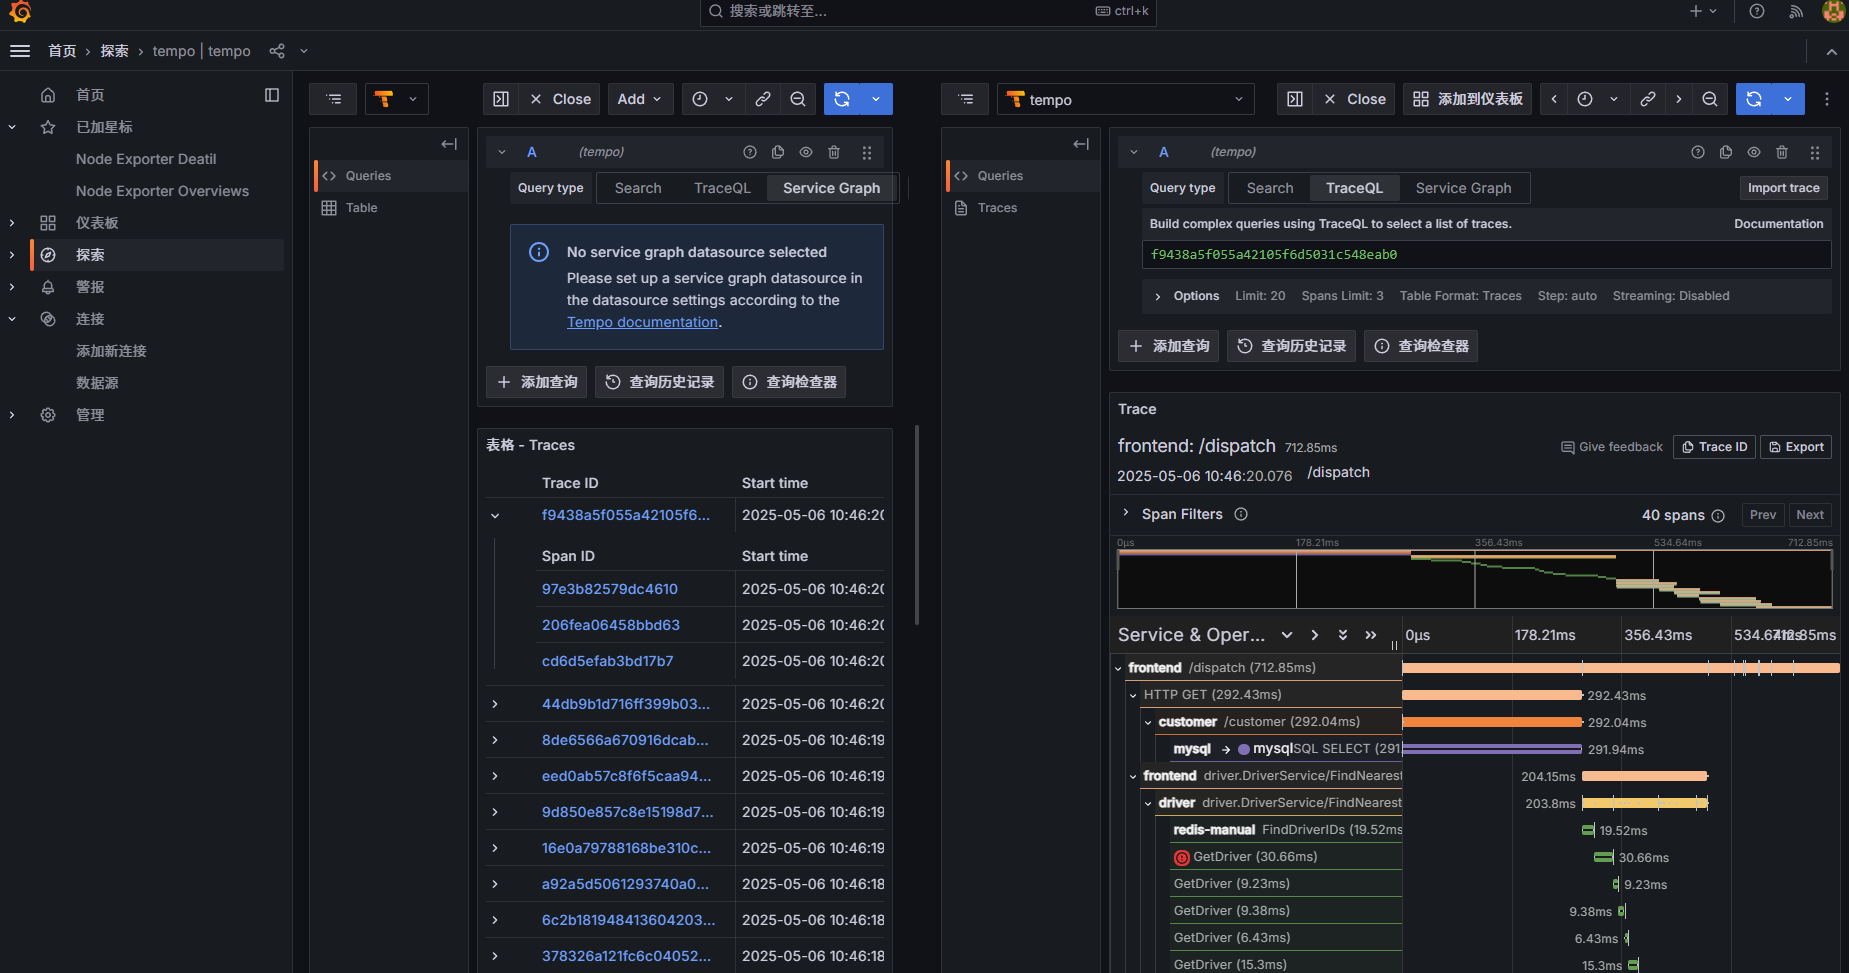 搜索或跳转至...
ctrl+k
首页 › 探索 › tempo | tempo
首页
已加星标
Node Exporter Deatil
Node Exporter Overviews
仪表板
探索
警报
连接
添加新连接
数据源
管理
Close
Add
Queries
Table
A
(tempo)
Query type
Search
TraceQL
Service Graph
No service graph datasource selected
Please set up a service graph datasource in
the datasource settings according to the
Tempo documentation.
添加查询
查询历史记录
查询检查器
表格 - Traces
Trace ID
Start time
f9438a5f055a42105f6...
2025-05-06 10:46:20
Span ID
Start time
97e3b82579dc4610
2025-05-06 10:46:20
206fea06458bbd63
2025-05-06 10:46:20
cd6d5efab3bd17b7
2025-05-06 10:46:20
44db9b1d716ff399b03...
2025-05-06 10:46:20
8de6566a670916dcab...
2025-05-06 10:46:19
eed0ab57c8f6f5caa94...
2025-05-06 10:46:19
9d850e857c8e15198d7...
2025-05-06 10:46:19
16e0a79788168be310c...
2025-05-06 10:46:19
a92a5d5061293740a0...
2025-05-06 10:46:18
6c2b181948413604203...
2025-05-06 10:46:18
378326a121fc6c04052...
2025-05-06 10:46:18
tempo
Close
添加到仪表板
Queries
Traces
A
(tempo)
Query type
Search
TraceQL
Service Graph
Import trace
Build complex queries using TraceQL to select a list of traces.
Documentation
f9438a5f055a42105f6d5031c548eab0
Options
Limit: 20
Spans Limit: 3
Table Format: Traces
Step: auto
Streaming: Disabled
添加查询
查询历史记录
查询检查器
Trace
frontend: /dispatch 712.85ms
Give feedback
Trace ID
Export
2025-05-06 10:46:20.076
/dispatch
Span Filters
40 spans
Prev
Next
0µs
178.21ms
356.43ms
534.64ms
712.85ms
Service & Oper...
0µs
178.21ms
356.43ms
534.64ms
712.85ms
frontend /dispatch (712.85ms)
HTTP GET (292.43ms)
292.43ms
customer /customer (292.04ms)
292.04ms
mysql → mysql SQL SELECT (291
291.94ms
frontend driver.DriverService/FindNearest
204.15ms
driver driver.DriverService/FindNearest
203.8ms
redis-manual FindDriverIDs (19.52ms
19.52ms
GetDriver (30.66ms)
30.66ms
GetDriver (9.23ms)
9.23ms
GetDriver (9.38ms)
9.38ms
GetDriver (6.43ms)
6.43ms
GetDriver (15.3ms)
15.3ms